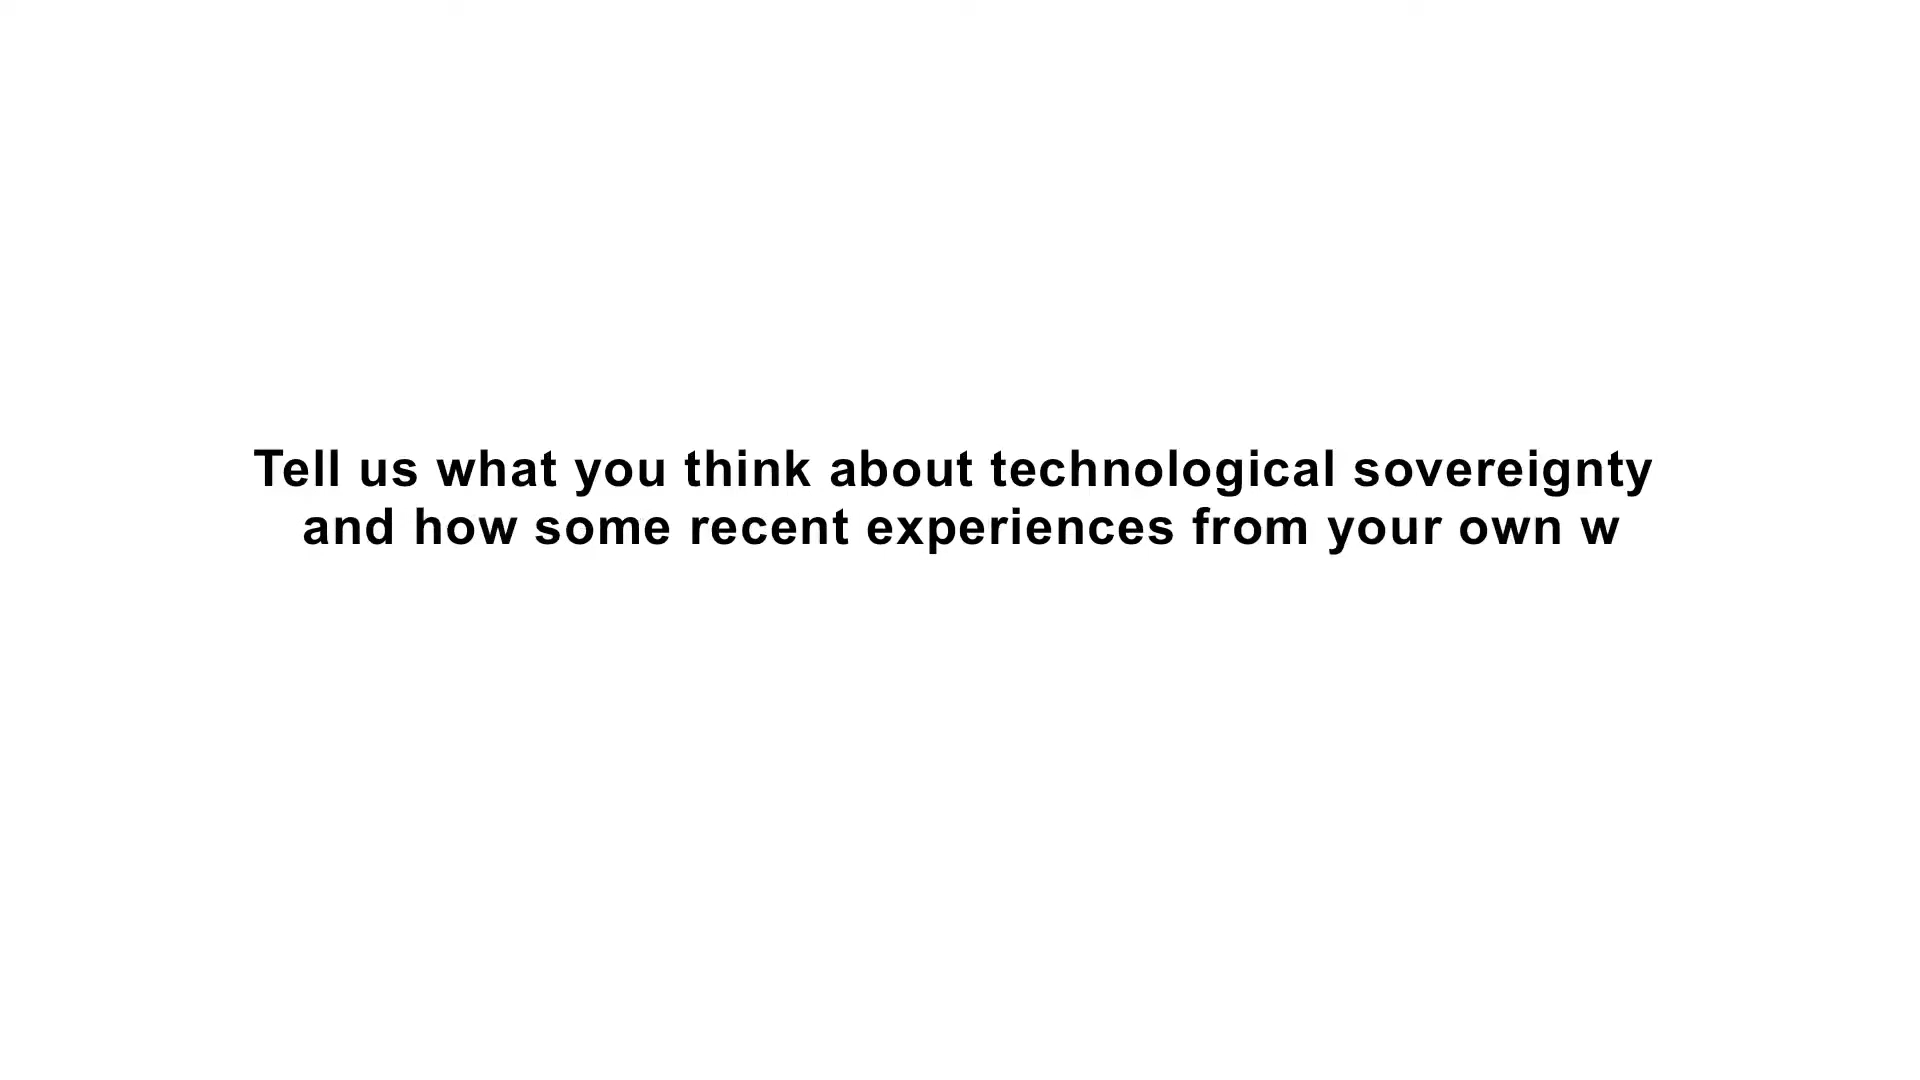 Tell us what you think about technological sovereignty
and how some recent experiences from your own w